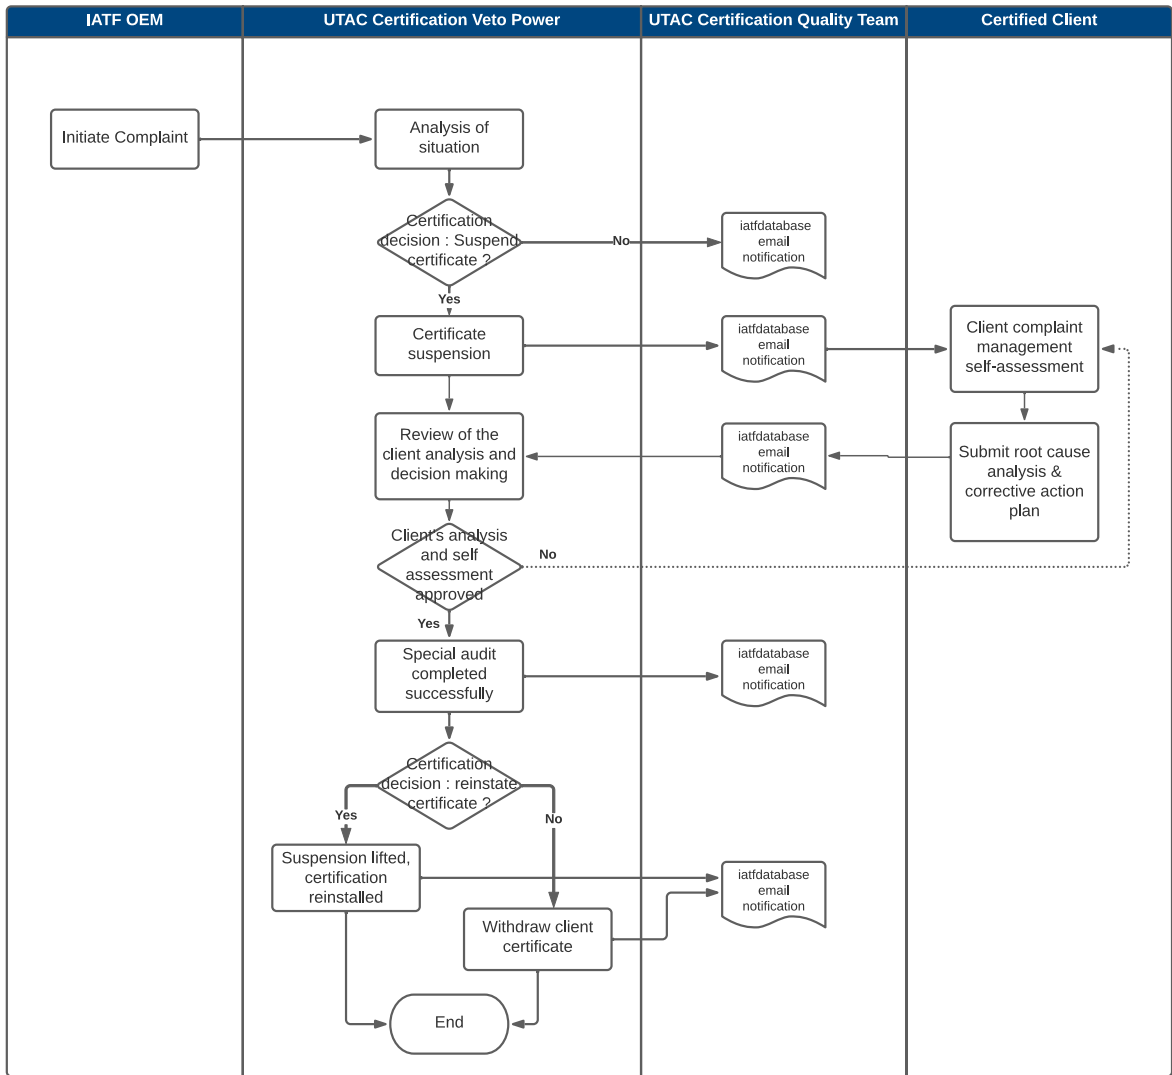 IATF OEM
UTAC Certification Veto Power
UTAC Certification Quality Team
Certified Client
Initiate Complaint
Analysis of
situation
Certification
decision : Suspend
certificate ?
No
iatfdatabase
email
notification
Yes
Certificate
suspension
iatfdatabase
email
notification
Client complaint
management
self-assessment
Review of the
client analysis and
decision making
iatfdatabase
email
notification
Submit root cause
analysis &
corrective action
plan
Client's analysis
and self
assessment
approved
No
Yes
Special audit
completed
successfully
iatfdatabase
email
notification
Certification
decision : reinstate
certificate ?
Yes
No
Suspension lifted,
certification
reinstalled
iatfdatabase
email
notification
Withdraw client
certificate
End